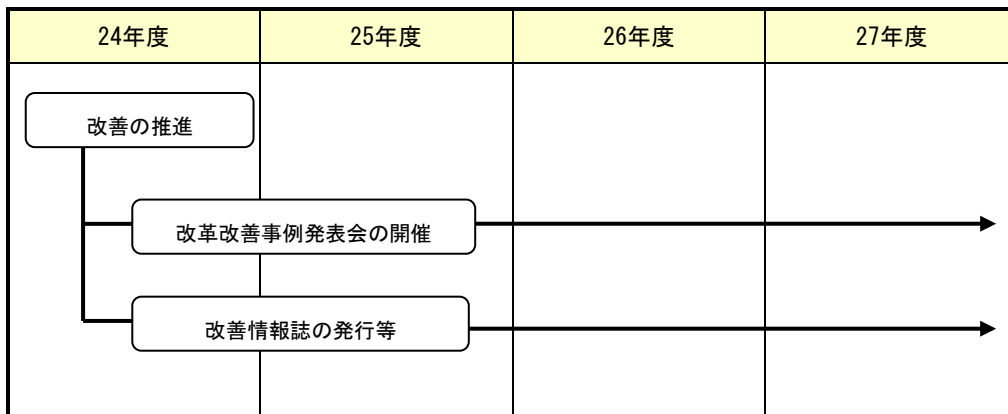 24年度
25年度
26年度
27年度
改善の推進
改革改善事例発表会の開催
改善情報誌の発行等